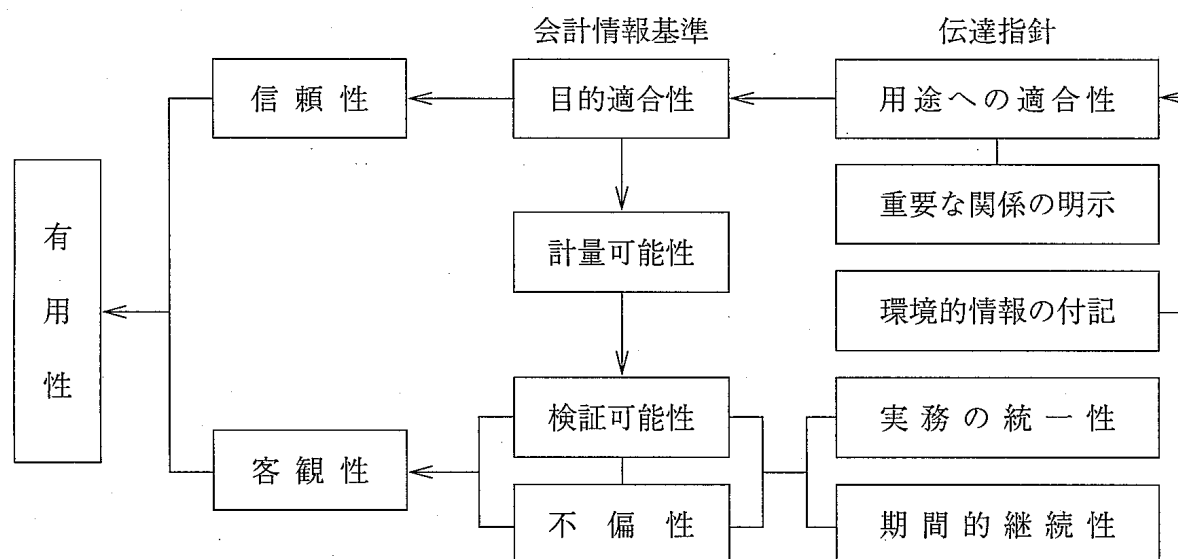 会計情報基準
伝達指針
信頼性
目的適合性
用途への適合性
重要な関係の明示
有用性
計量可能性
環境的情報の付記
検証可能性
実務の統一性
客観性
不偏性
期間的継続性